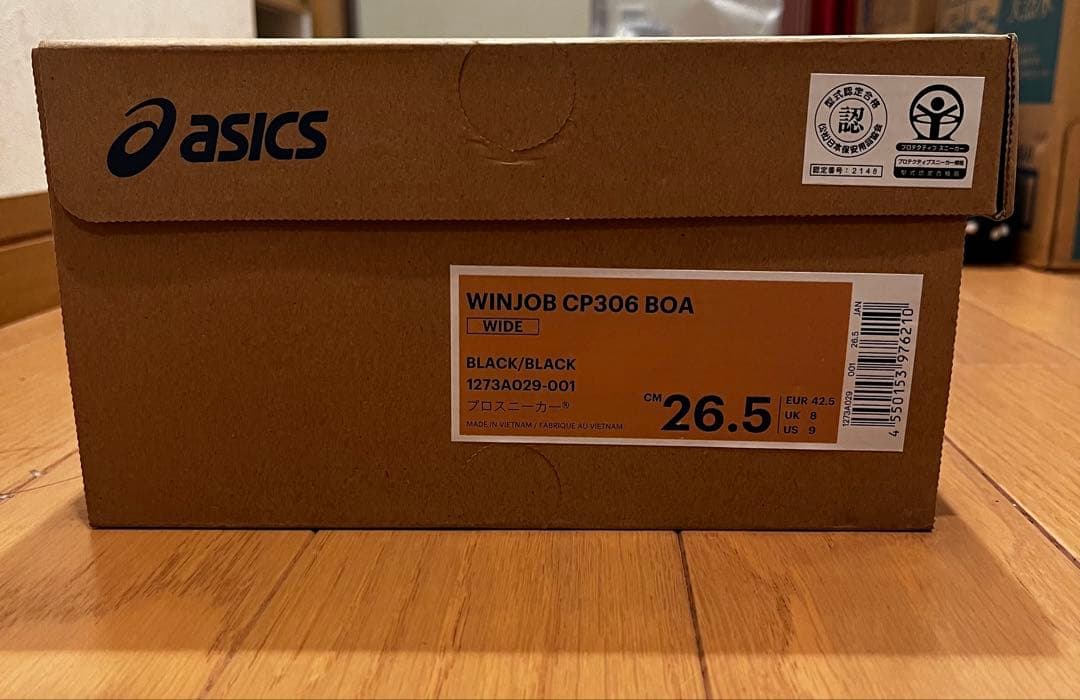 asics
型式認定合格
認
(公社)日本保安用品協会
認定番号：2148
プロテクティブ スニーカー
プロテクティブスニーカー規格
型式認定合格品
WINJOB CP306 BOA
WIDE
BLACK/BLACK
1273A029-001
プロスニーカー®
MADE IN VIETNAM / FABRIQUE AU VIETNAM
CM 26.5
EUR 42.5
UK 8
US 9
1273A029 001 26.5 JAN
4 550153 976210